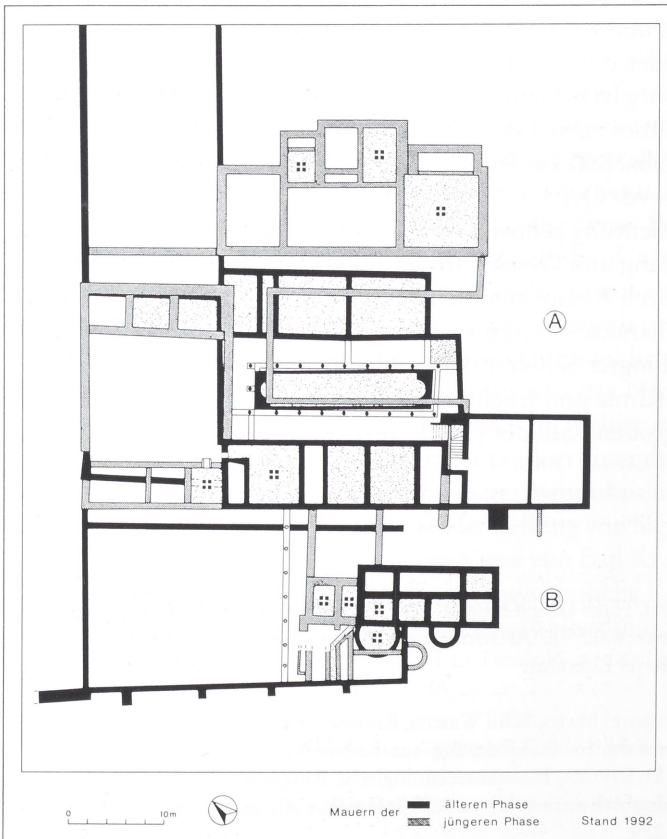 A
B
0 10m
Mauern der älteren Phase
jüngeren Phase Stand 1992